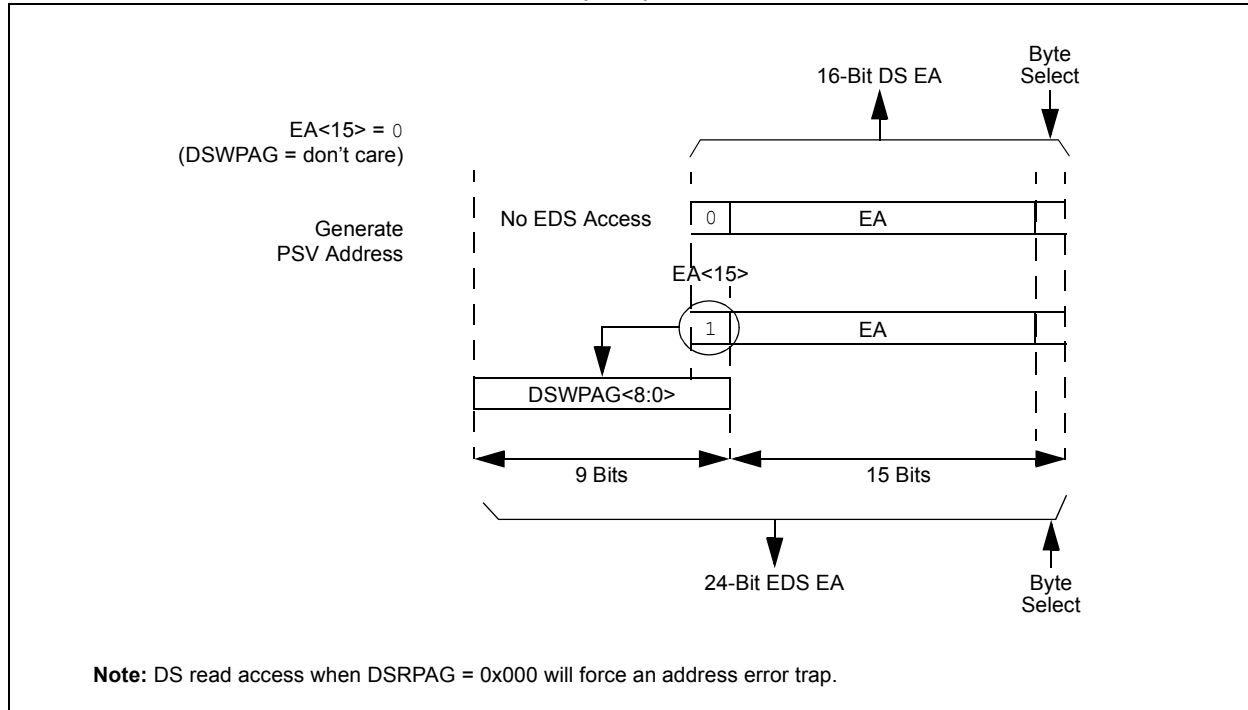 Byte
Select
16-Bit DS EA
EA<15> = 0
(DSWPAG = don't care)
No EDS Access
0
EA
Generate
PSV Address
EA<15>
1
EA
DSWPAG<8:0>
9 Bits
15 Bits
24-Bit EDS EA
Byte
Select
Note: DS read access when DSRPAG = 0x000 will force an address error trap.